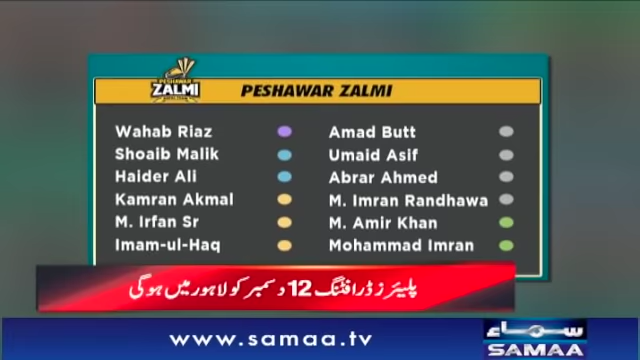 PESHAWAR
ZALMI
PESHAWAR ZALMI
Wahab Riaz
Shoaib Malik
Haider Ali
Kamran Akmal
M. Irfan Sr
Imam-ul-Haq
Amad Butt
Umaid Asif
Abrar Ahmed
M. Imran Randhawa
M. Amir Khan
Mohammad Imran
پلیئرز ڈرافٹنگ 12 دسمبر کو لاہور میں ہوگی
www.samaa.tv
سماء
SAMAA